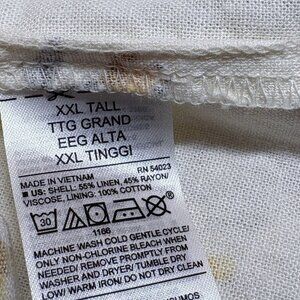 XXL TALL
TTG GRAND
EEG ALTA
XXL TINGGI
MADE IN VIETNAM
RN 54023
■ US: SHELL: 55% LINEN, 45% RAYON/
VISCOSE, LINING: 100% COTTON
30
1166
MACHINE WASH COLD GENTLE CYCLE/
ONLY NON-CHLORINE BLEACH WHEN
NEEDED/ REMOVE PROMPTLY FROM
WASHER AND DRYER/ TUMBLE DRY
LOW/ WARM IRON/ DO NOT DRY CLEAN